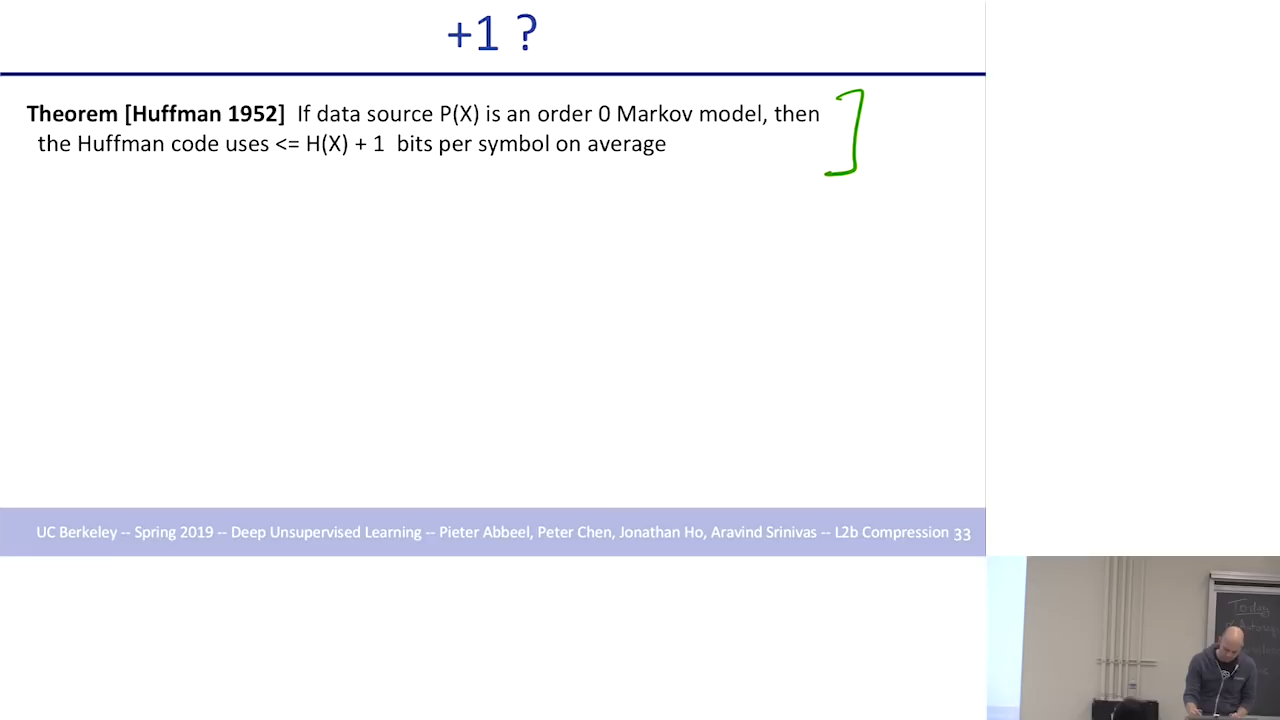 +1 ?
Theorem [Huffman 1952] If data source P(X) is an order 0 Markov model, then
the Huffman code uses <= H(X) + 1 bits per symbol on average
UC Berkeley -- Spring 2019 -- Deep Unsupervised Learning -- Pieter Abbeel, Peter Chen, Jonathan Ho, Aravind Srinivas -- L2b Compression 33
Today